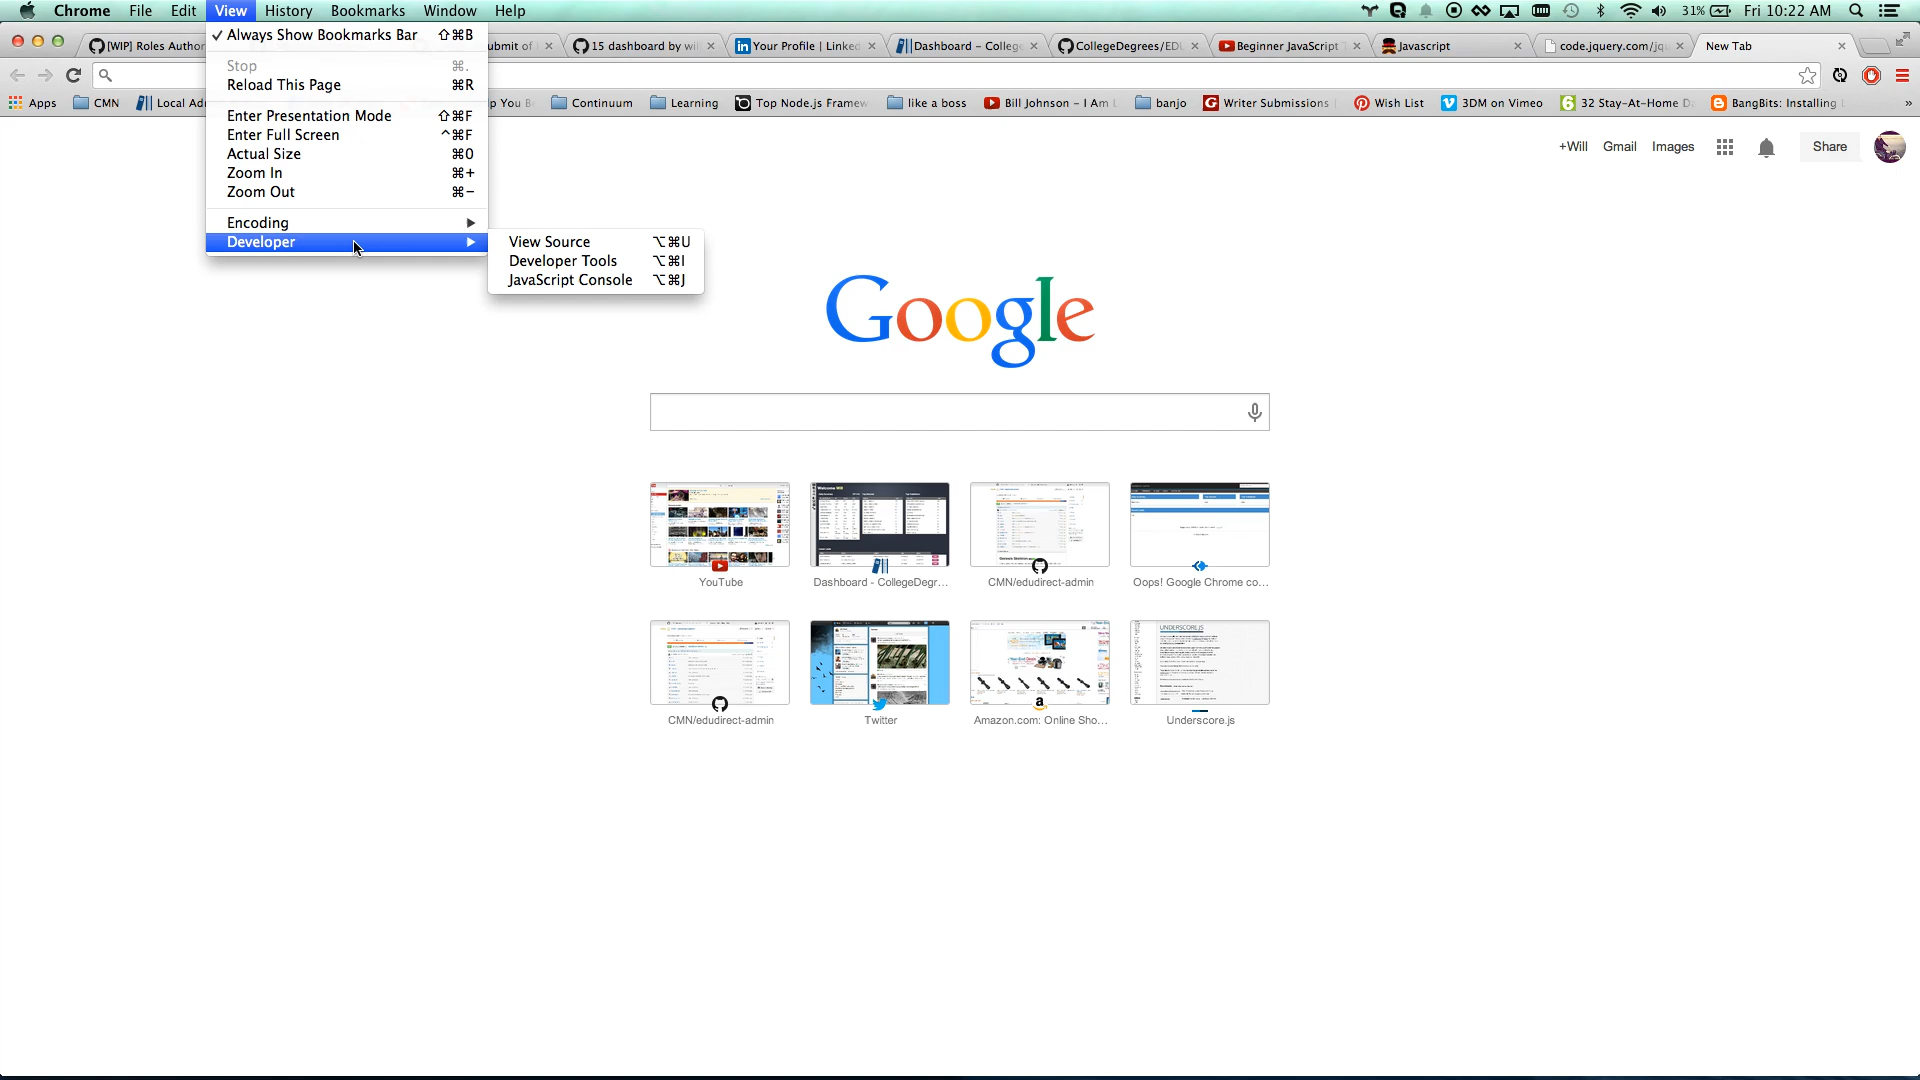 Chrome File Edit View History Bookmarks Window Help 31% Fri 10:22 AM
[WIP] Roles Author ubmit of 15 dashboard by wil Your Profile | Linked Dashboard – College CollegeDegrees/EDU Beginner JavaScript T Javascript code.jquery.com/jq New Tab
Apps CMN Local Ad p You B Continuum Learning Top Node.js Framew like a boss Bill Johnson – I Am banjo Writer Submissions Wish List 3DM on Vimeo 32 Stay-At-Home D BangBits: Installing »
✓ Always Show Bookmarks Bar ⇧⌘B
Stop ⌘.
Reload This Page ⌘R
Enter Presentation Mode ⇧⌘F
Enter Full Screen ^⌘F
Actual Size ⌘0
Zoom In ⌘+
Zoom Out ⌘−
Encoding ▶
Developer ▶
View Source ⌥⌘U
Developer Tools ⌥⌘I
JavaScript Console ⌥⌘J
+Will Gmail Images Share
Google
YouTube Dashboard - CollegeDegr... CMN/edudirect-admin Oops! Google Chrome co...
UNDERSCORE.JS
CMN/edudirect-admin Twitter Amazon.com: Online Sho... Underscore.js